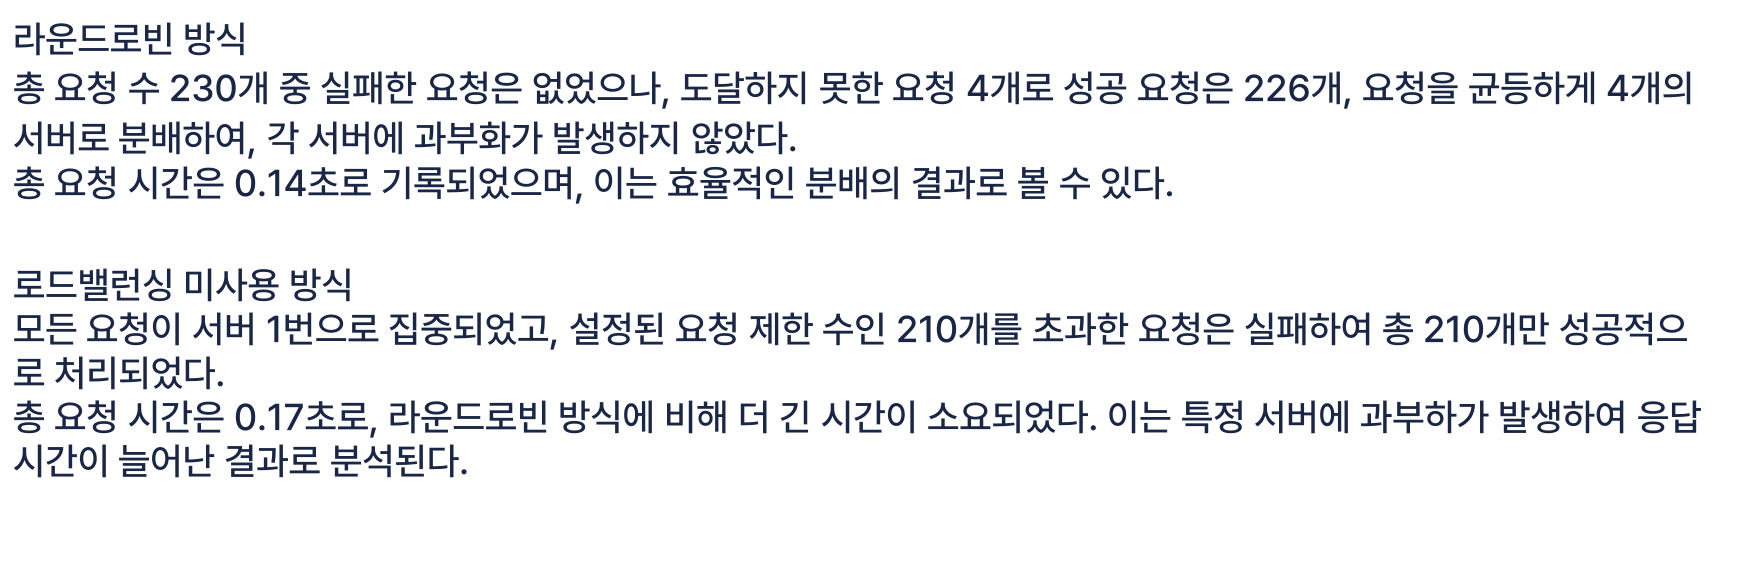 라운드로빈 방식
총 요청 수 230개 중 실패한 요청은 없었으나, 도달하지 못한 요청 4개로 성공 요청은 226개, 요청을 균등하게 4개의
서버로 분배하여, 각 서버에 과부화가 발생하지 않았다.
총 요청 시간은 0.14초로 기록되었으며, 이는 효율적인 분배의 결과로 볼 수 있다.
로드밸런싱 미사용 방식
모든 요청이 서버 1번으로 집중되었고, 설정된 요청 제한 수인 210개를 초과한 요청은 실패하여 총 210개만 성공적으
로 처리되었다.
총 요청 시간은 0.17초로, 라운드로빈 방식에 비해 더 긴 시간이 소요되었다. 이는 특정 서버에 과부하가 발생하여 응답
시간이 늘어난 결과로 분석된다.